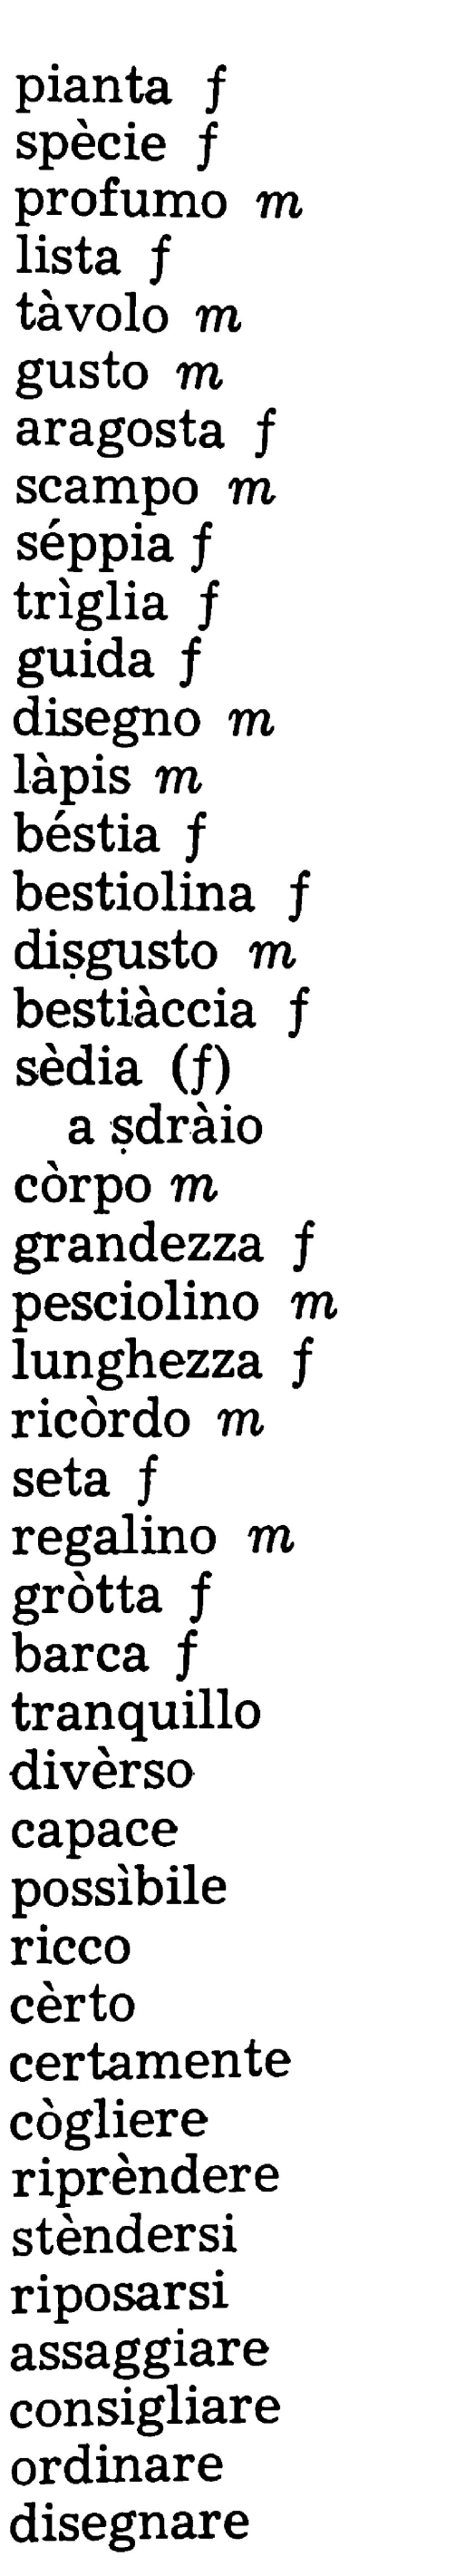 pianta f
spècie f
profumo m
lista f
tàvolo m
gusto m
aragosta f
scampo m
séppia f
trìglia f
guida f
disegno m
làpis m
béstia f
bestiolina f
diṣgusto m
bestiàccia f
sèdia (f)
a ṣdràio
còrpo m
grandezza f
pesciolino m
lunghezza f
ricòrdo m
seta f
regalino m
gròtta f
barca f
tranquillo
divèrso
capace
possìbile
ricco
cèrto
certamente
cògliere
riprèndere
stèndersi
riposarsi
assaggiare
consigliare
ordinare
disegnare